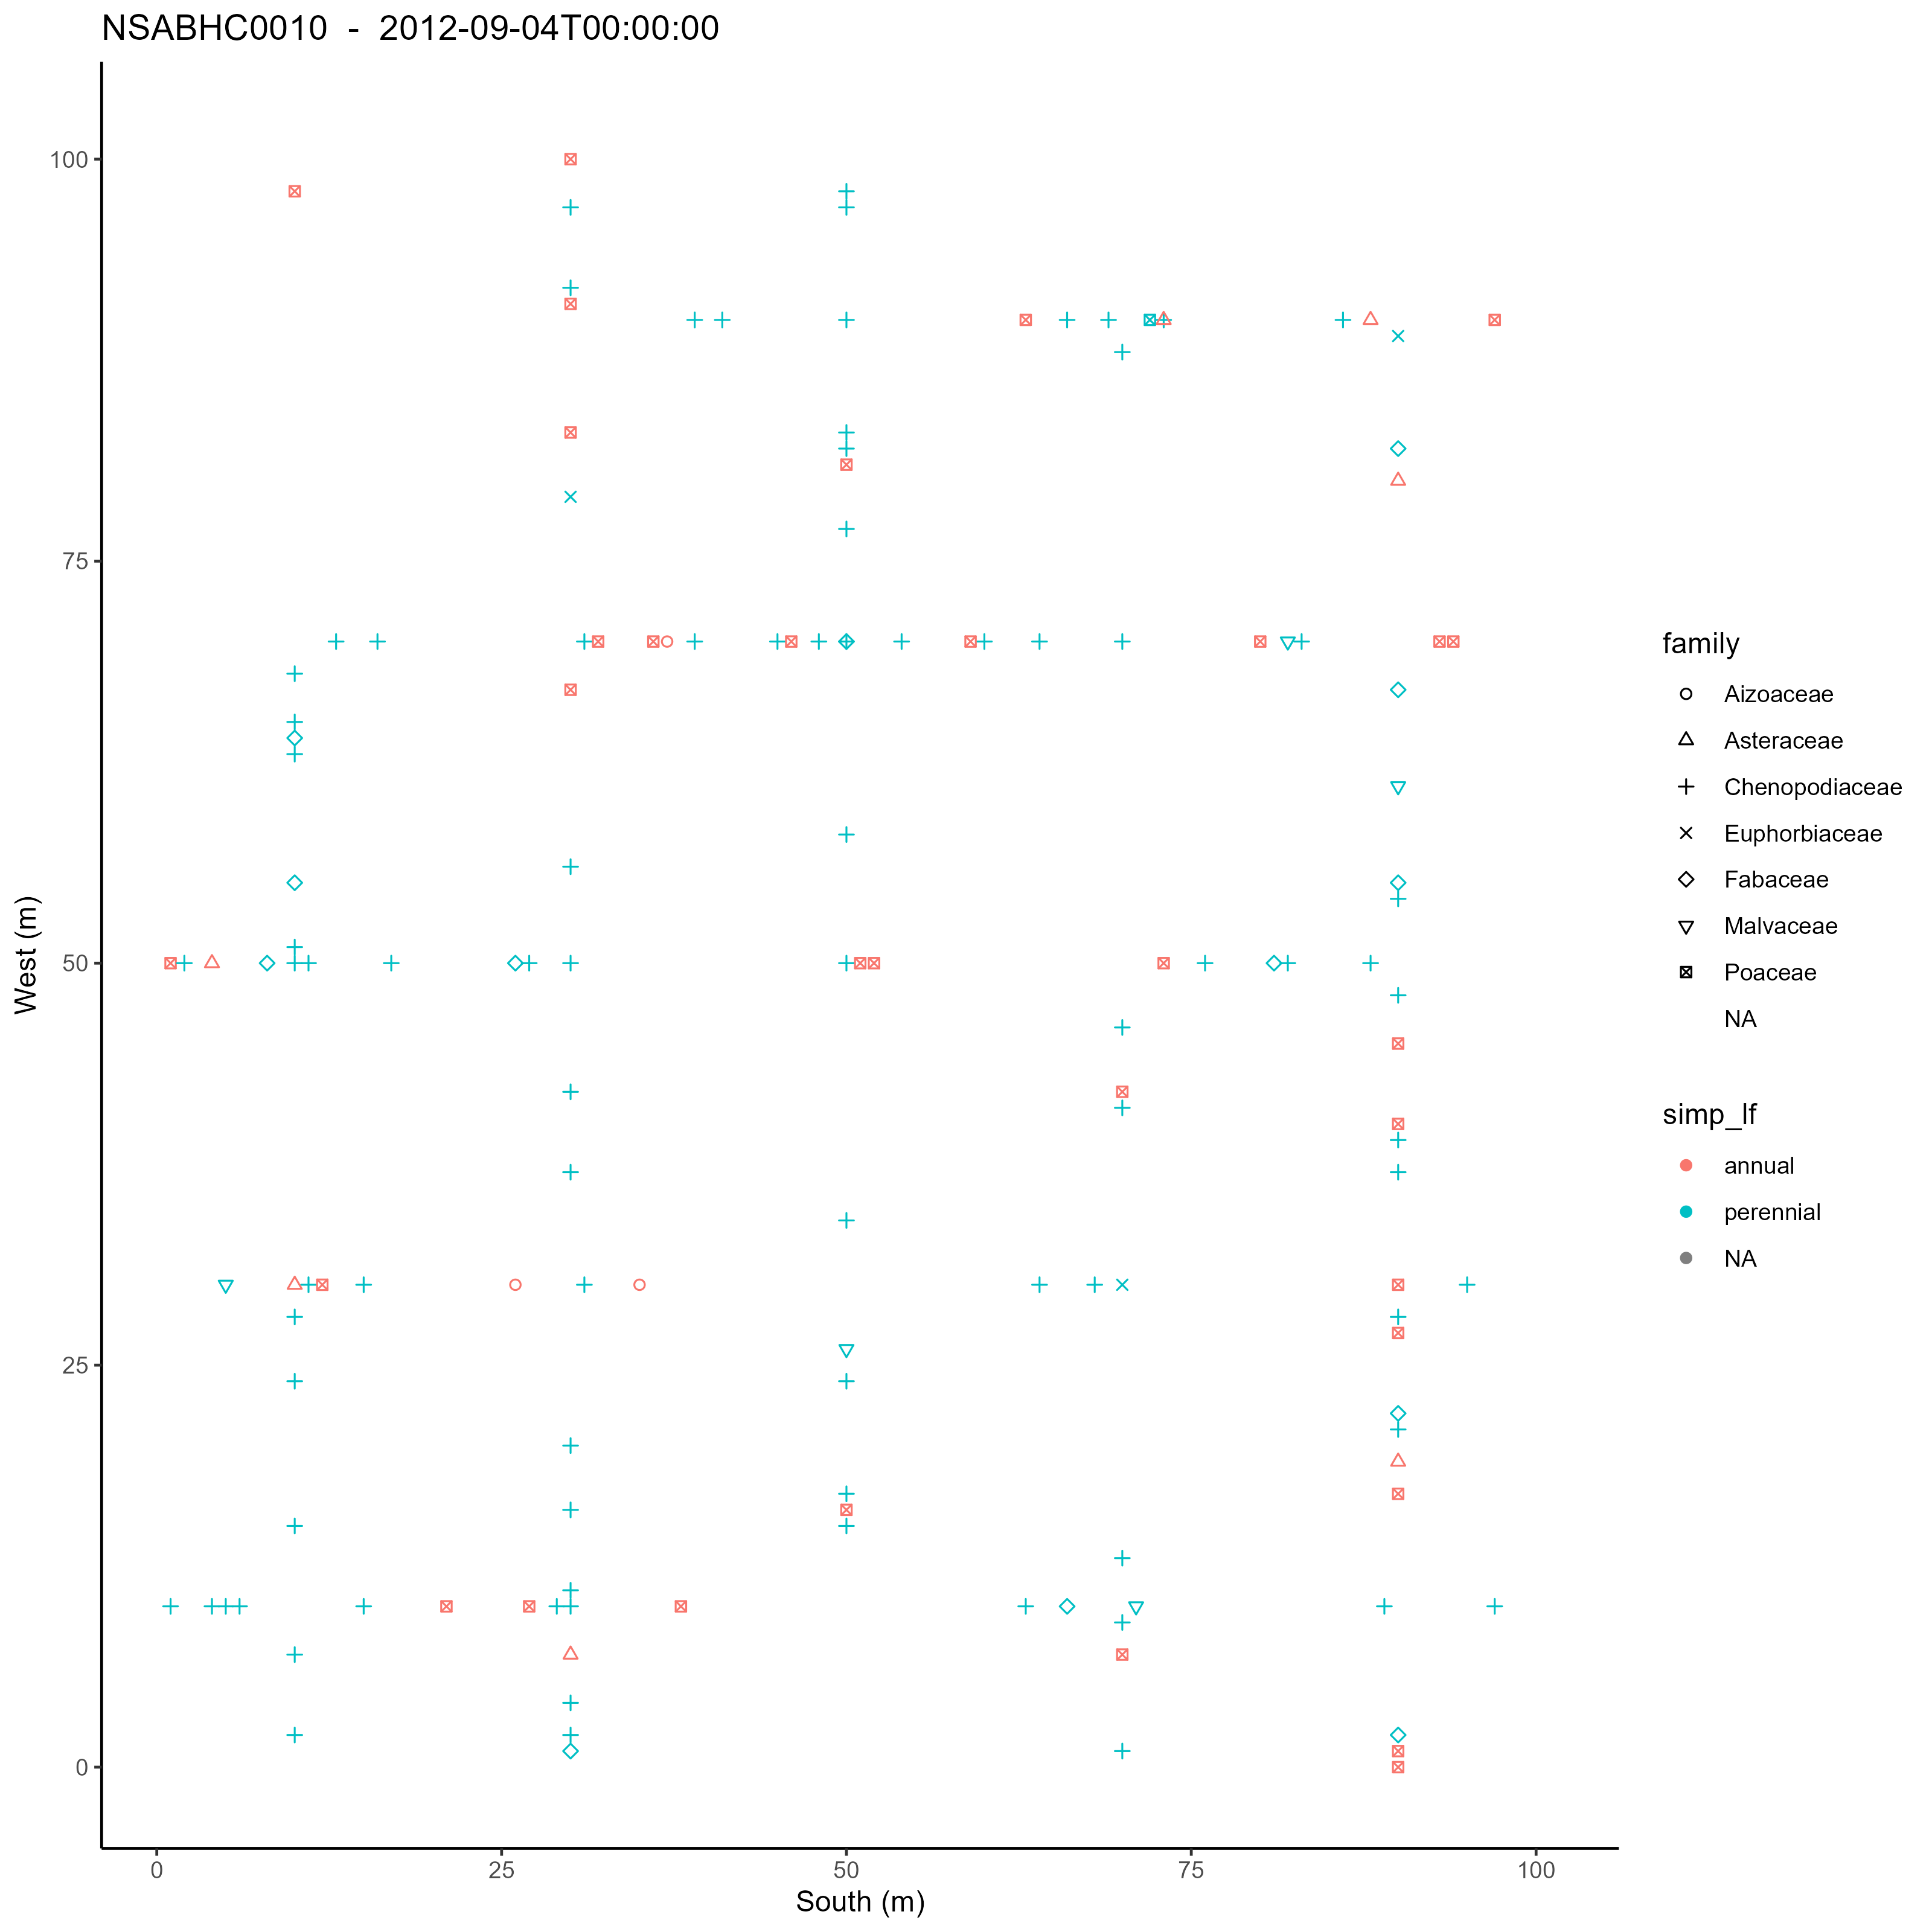 NSABHC0010 - 2012-09-04T00:00:00
100
75
50
25
0
West (m)
0 25 50 75 100
South (m)
family
Aizoaceae
Asteraceae
Chenopodiaceae
Euphorbiaceae
Fabaceae
Malvaceae
Poaceae
NA
simp_lf
annual
perennial
NA